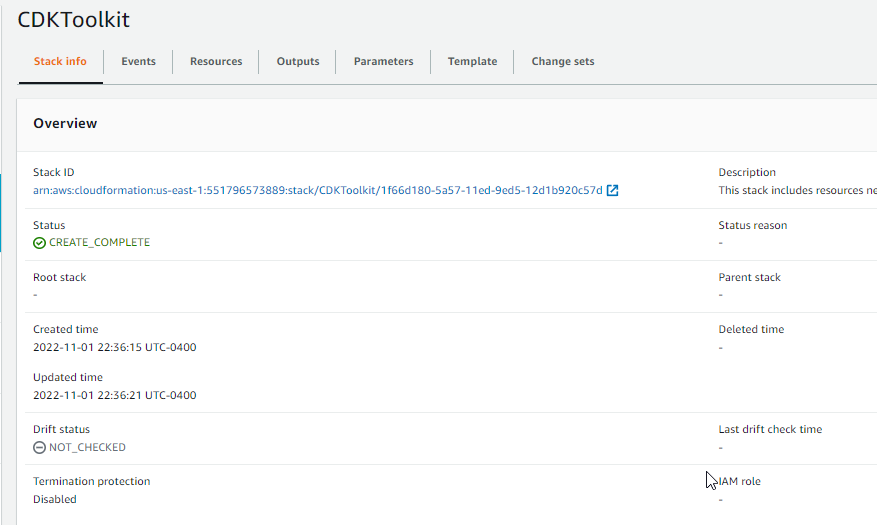 CDKToolkit
Stack info Events Resources Outputs Parameters Template Change sets
Overview
Stack ID
arn:aws:cloudformation:us-east-1:551796573889:stack/CDKToolkit/1f66d180-5a57-11ed-9ed5-12d1b920c57d
Description
This stack includes resources ne
Status
CREATE_COMPLETE
Status reason
-
Root stack
-
Parent stack
-
Created time
2022-11-01 22:36:15 UTC-0400
Deleted time
-
Updated time
2022-11-01 22:36:21 UTC-0400
Drift status
NOT_CHECKED
Last drift check time
-
Termination protection
Disabled
IAM role
-